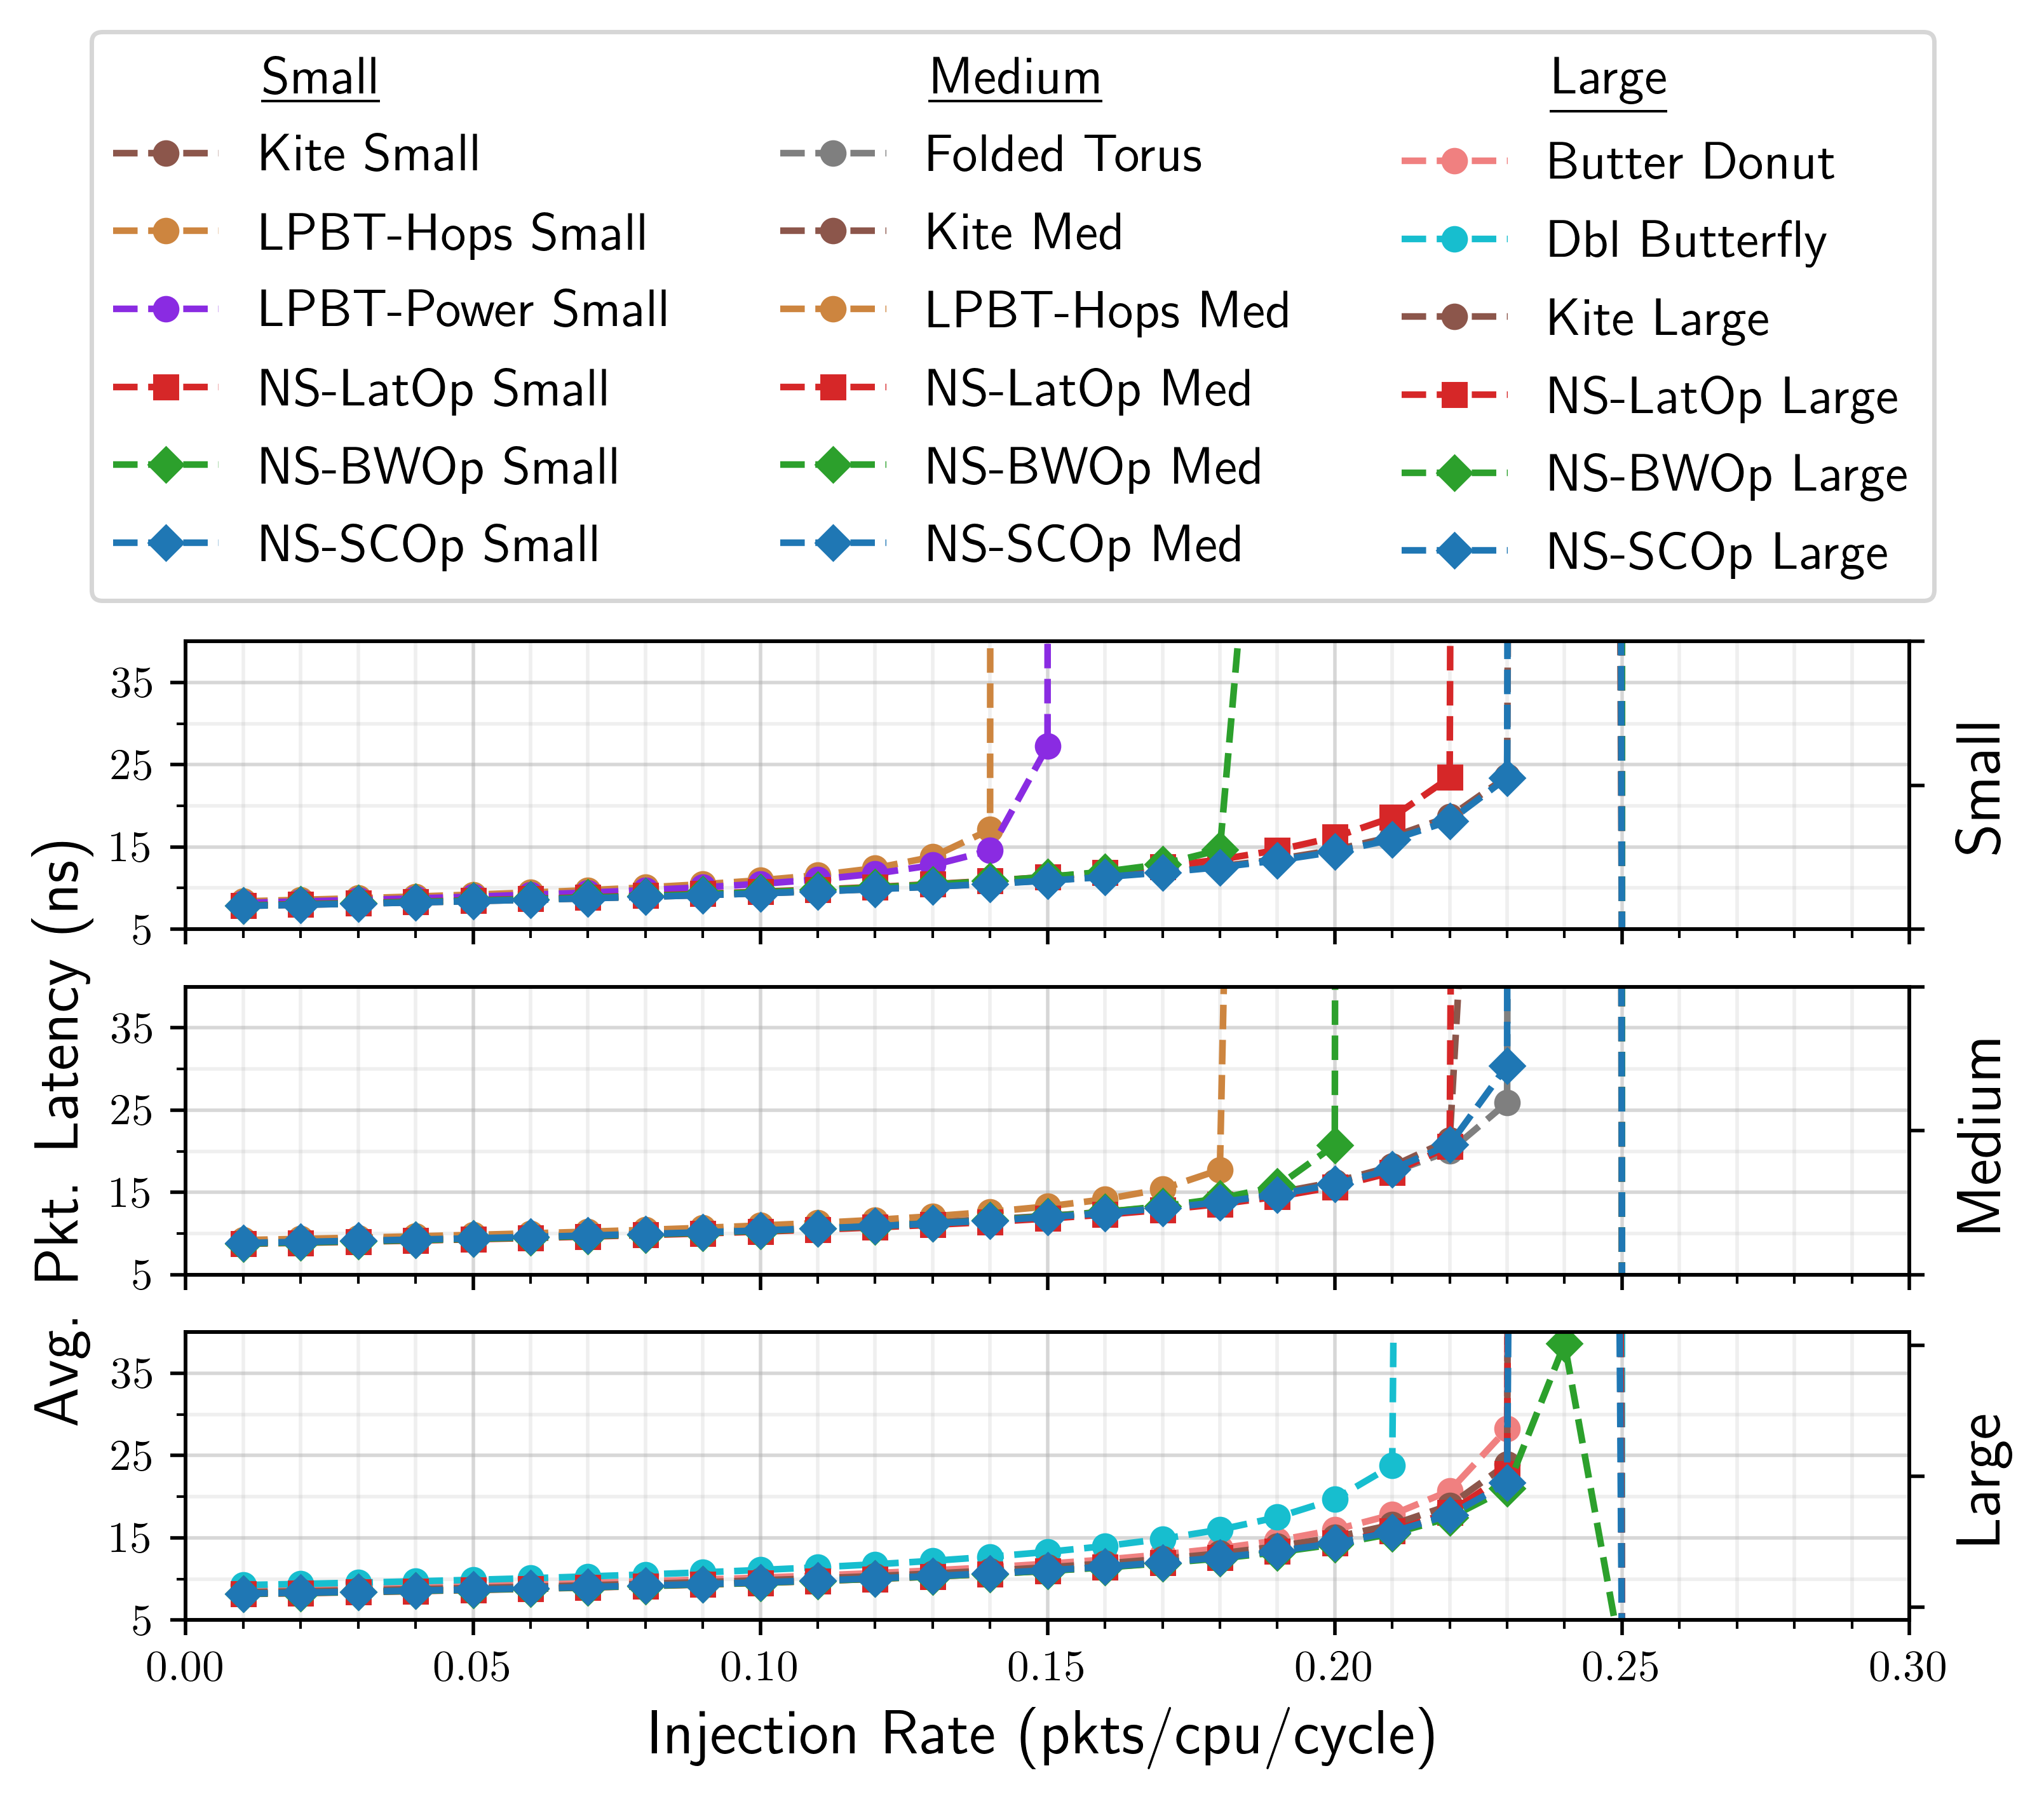 Small
Kite Small
LPBT-Hops Small
LPBT-Power Small
NS-LatOp Small
NS-BWOp Small
NS-SCOp Small
Medium
Folded Torus
Kite Med
LPBT-Hops Med
NS-LatOp Med
NS-BWOp Med
NS-SCOp Med
Large
Butter Donut
Dbl Butterfly
Kite Large
NS-LatOp Large
NS-BWOp Large
NS-SCOp Large
Avg. Pkt. Latency (ns)
35
25
15
5
Small
35
25
15
5
Medium
35
25
15
5
Large
0.00 0.05 0.10 0.15 0.20 0.25 0.30
Injection Rate (pkts/cpu/cycle)